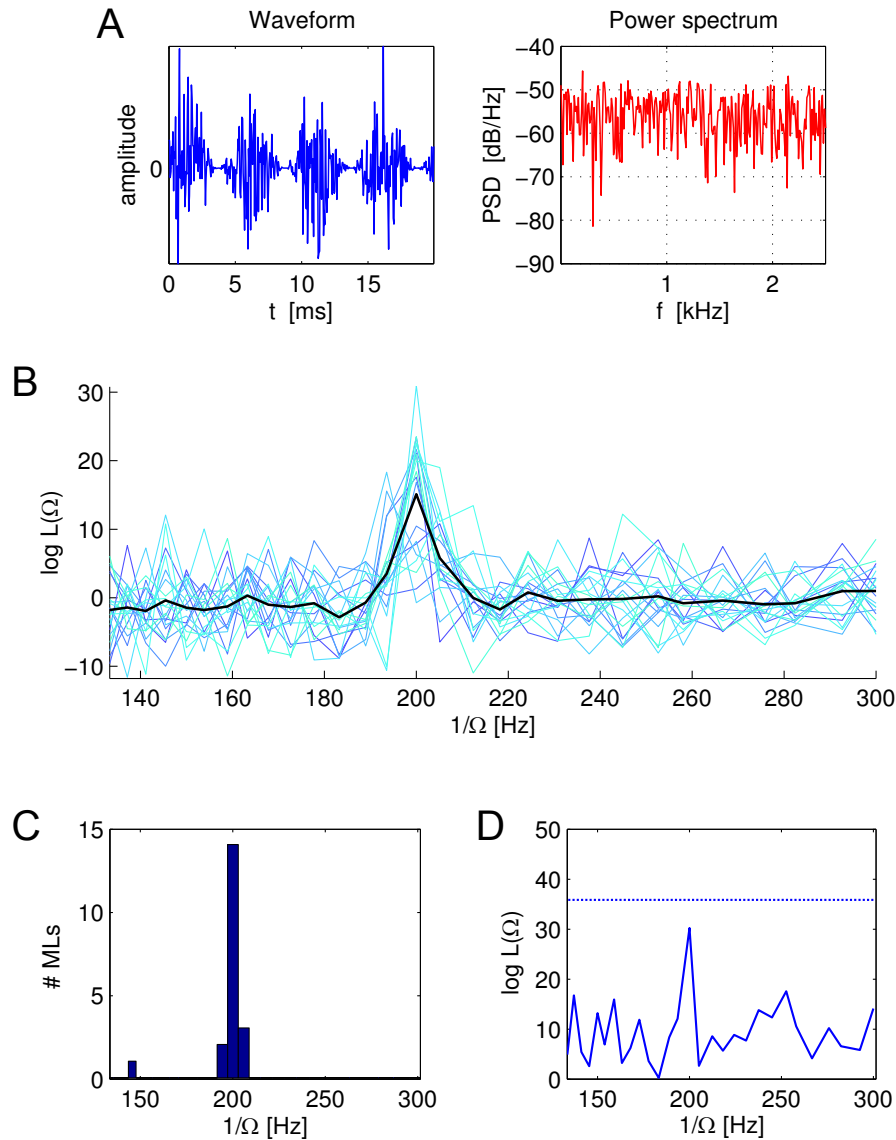 A
Waveform
amplitude
0
0 5 10 15
t [ms]
Power spectrum
PSD [dB/Hz]
−40
−50
−60
−70
−80
−90
1 2
f [kHz]
B
log L(Ω)
30
20
10
0
−10
140 160 180 200 220 240 260 280 300
1/Ω [Hz]
C
# MLs
15
10
5
0
150 200 250 300
1/Ω [Hz]
D
log L(Ω)
50
40
30
20
10
0
150 200 250 300
1/Ω [Hz]